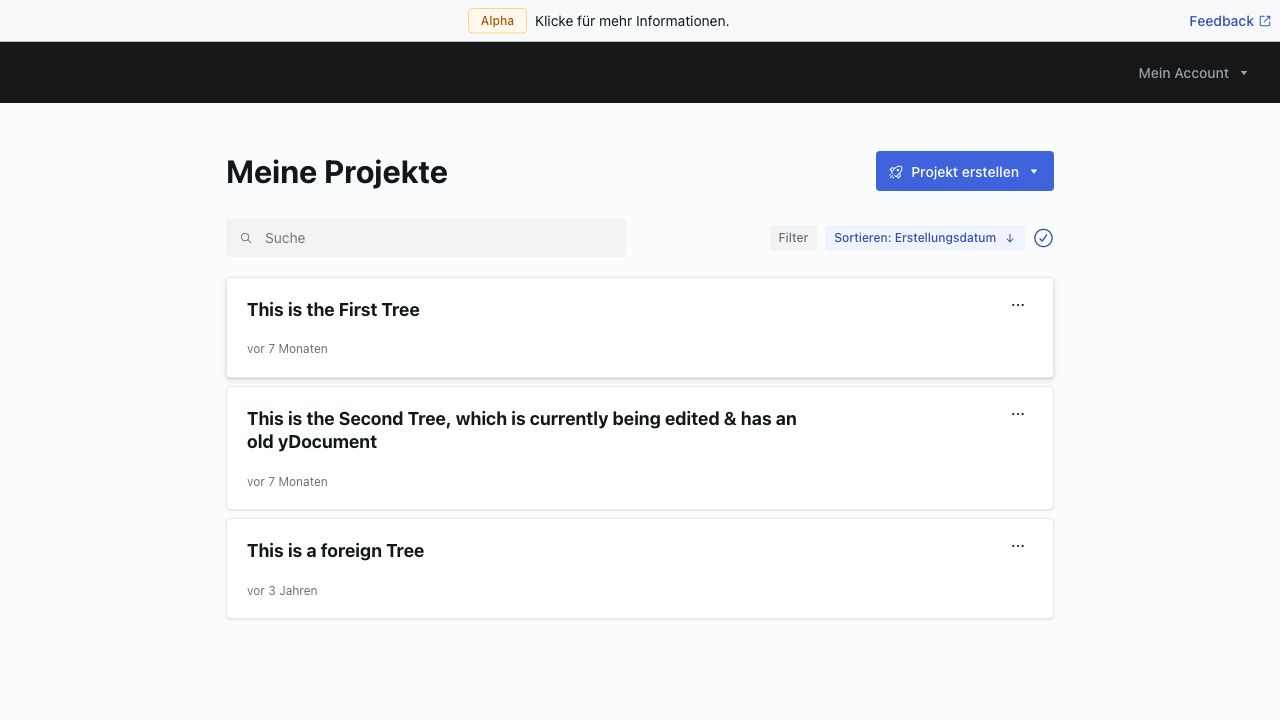 Alpha Klicke für mehr Informationen. Feedback
Mein Account
Meine Projekte
Projekt erstellen
Suche
Filter
Sortieren: Erstellungsdatum ↓
This is the First Tree
vor 7 Monaten
This is the Second Tree, which is currently being edited & has an
old yDocument
vor 7 Monaten
This is a foreign Tree
vor 3 Jahren